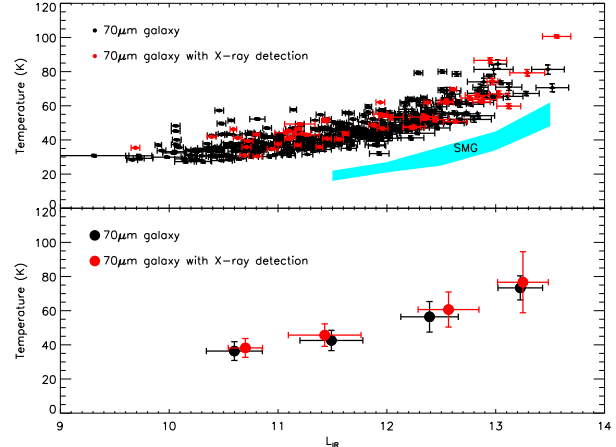 120
70μm galaxy
100
70μm galaxy with X-ray detection
80
60
40
20
0
Temperature (K)
SMG
120
70μm galaxy
100
70μm galaxy with X-ray detection
80
60
40
20
0
Temperature (K)
9 10 11 12 13 14
L_IR